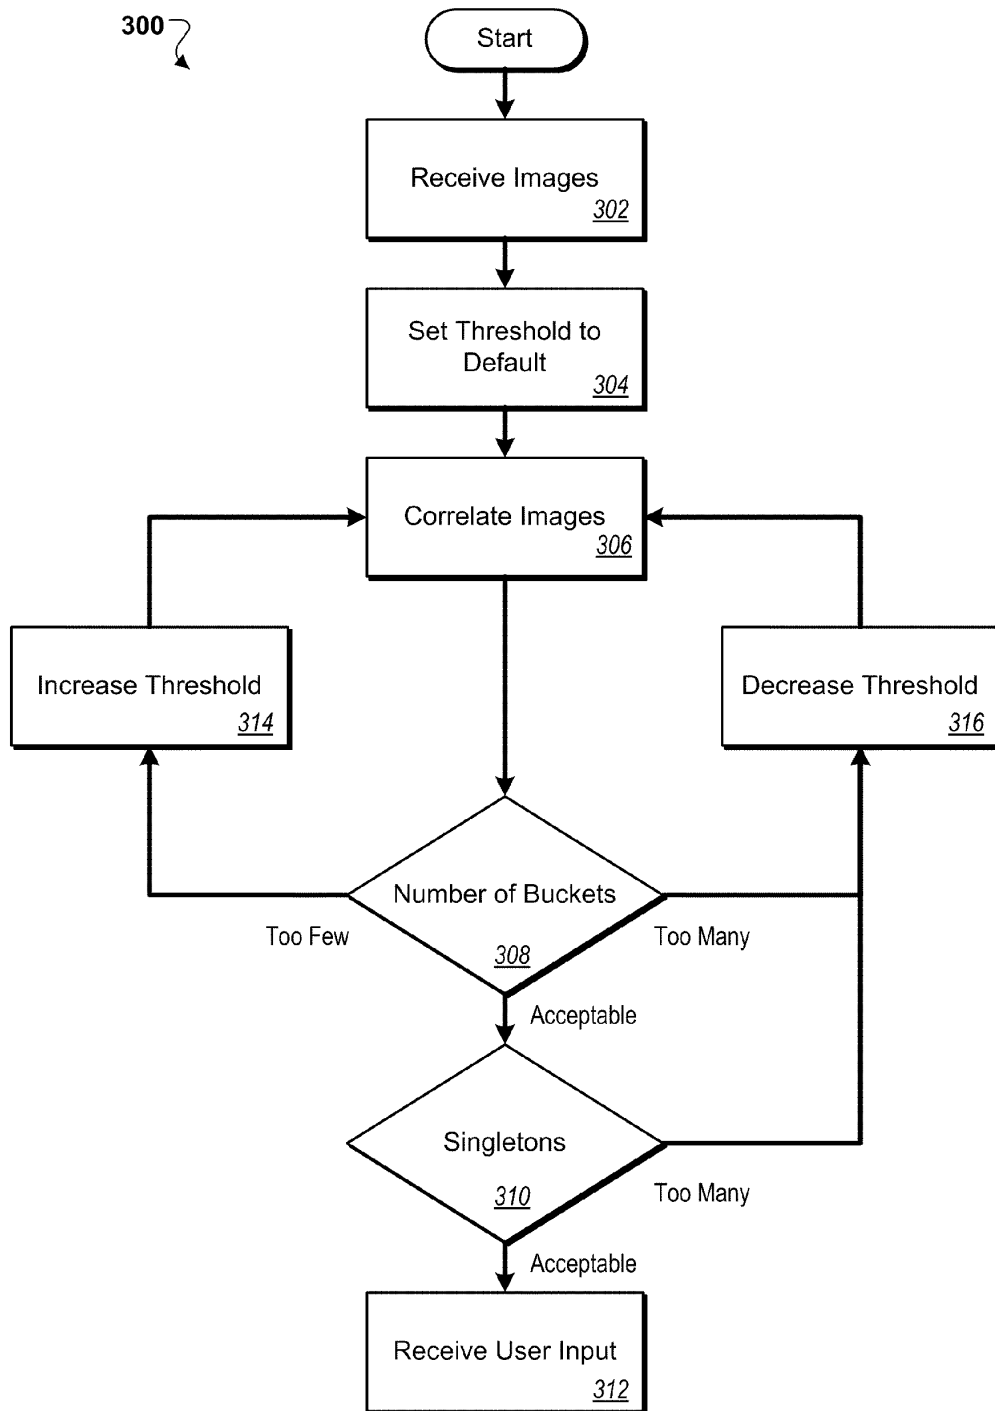 300
Start
Receive Images
302
Set Threshold to
Default
304
Correlate Images
306
Increase Threshold
314
Decrease Threshold
316
Number of Buckets
308
Too Few
Too Many
Acceptable
Singletons
310
Too Many
Acceptable
Receive User Input
312